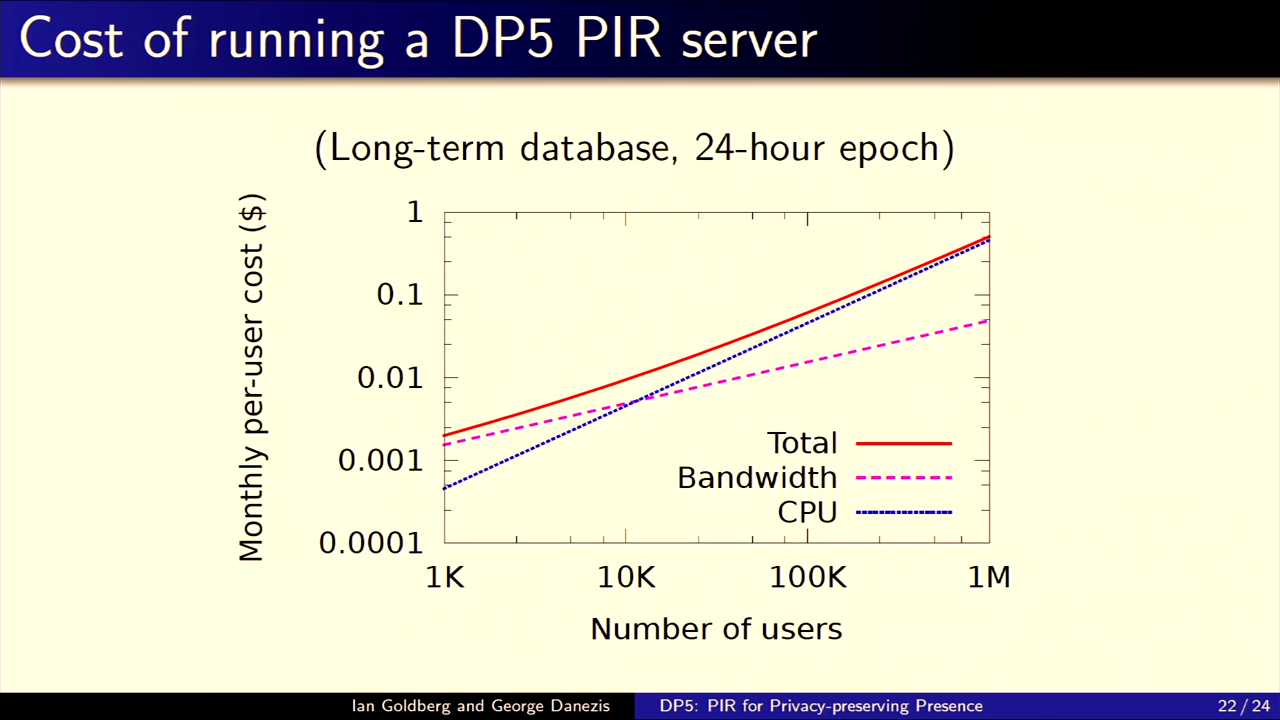 Cost of running a DP5 PIR server
(Long-term database, 24-hour epoch)
Monthly per-user cost ($)
1
0.1
0.01
0.001
0.0001
Total
Bandwidth
CPU
1K 10K 100K 1M
Number of users
Ian Goldberg and George Danezis DP5: PIR for Privacy-preserving Presence 22 / 24